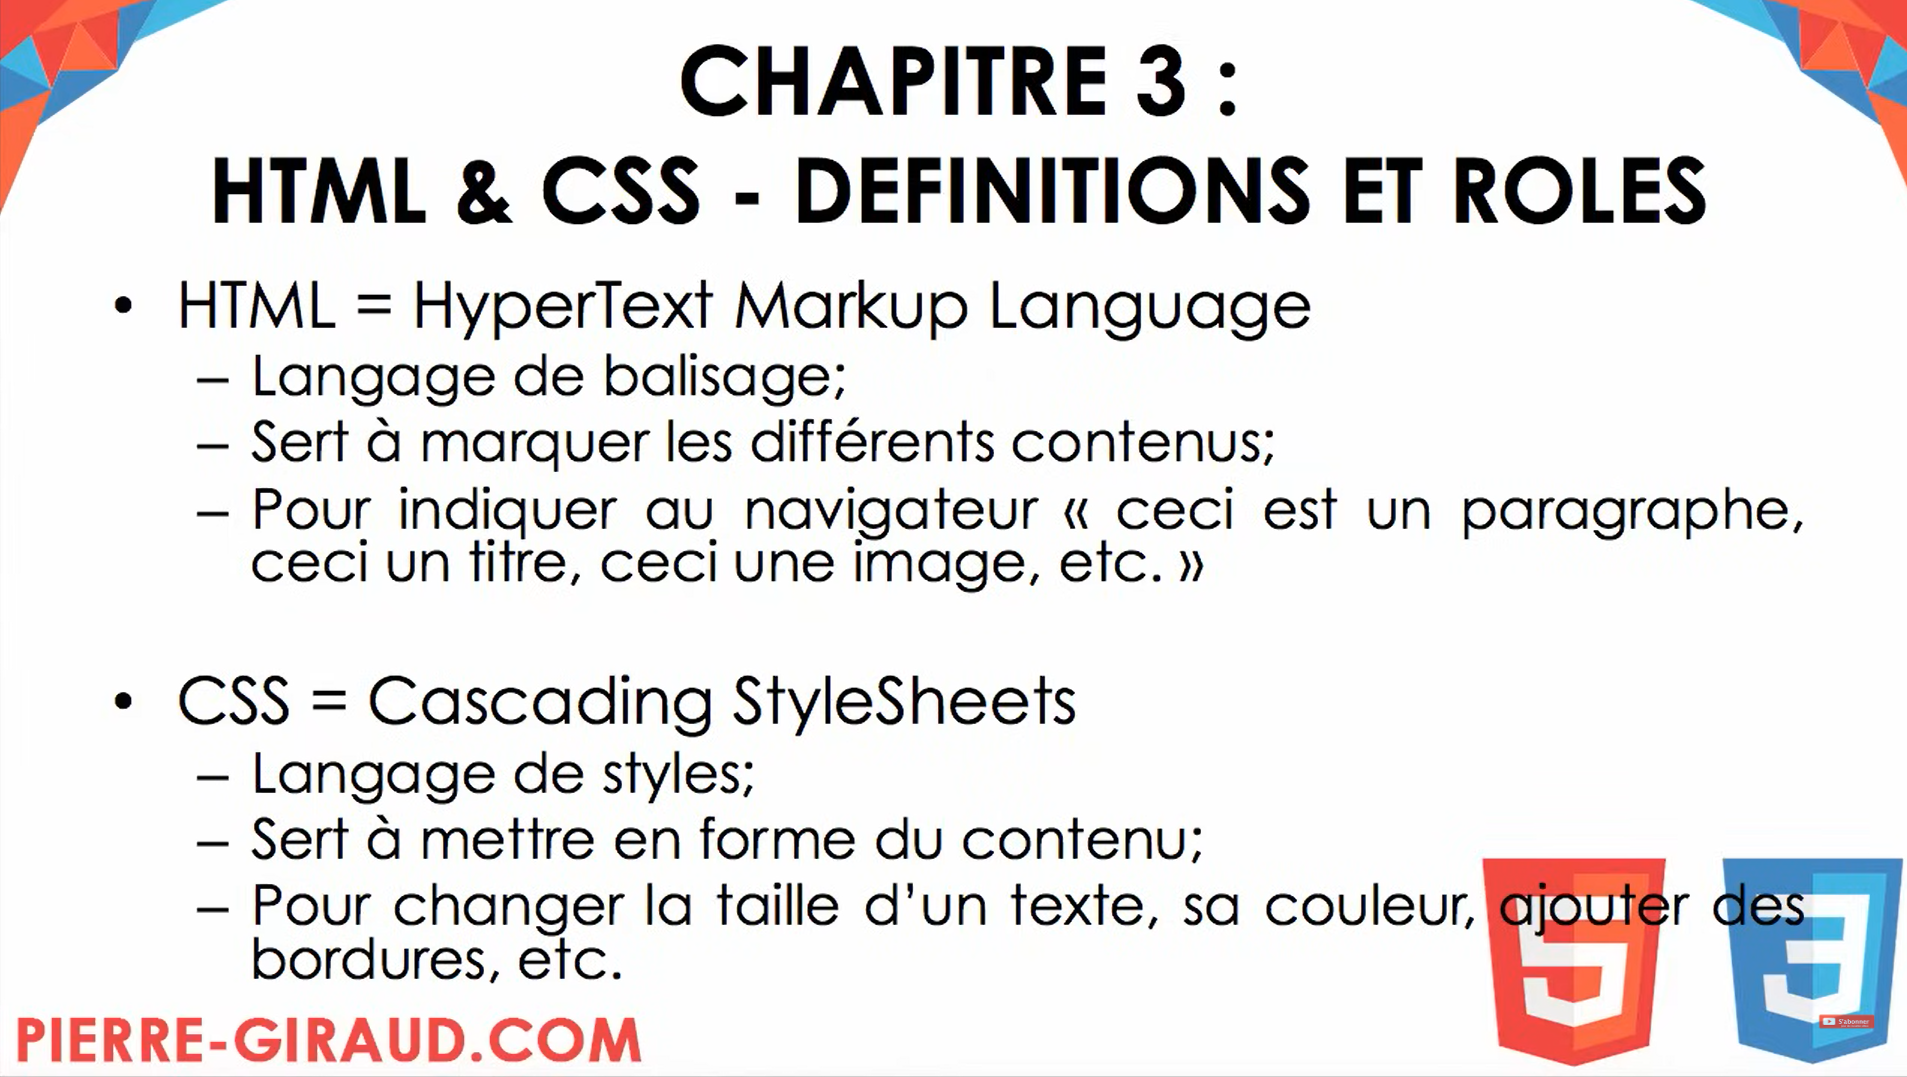 CHAPITRE 3 :
HTML & CSS - DEFINITIONS ET ROLES
• HTML = HyperText Markup Language
– Langage de balisage;
– Sert à marquer les différents contenus;
– Pour indiquer au navigateur « ceci est un paragraphe,
ceci un titre, ceci une image, etc. »
• CSS = Cascading StyleSheets
– Langage de styles;
– Sert à mettre en forme du contenu;
– Pour changer la taille d’un texte, sa couleur, ajouter des
bordures, etc.
5
3
S'abonner
PIERRE-GIRAUD.COM